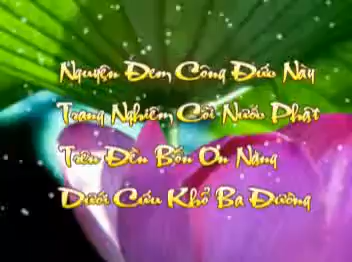 Nguyện Đem Công Đức Này
Trang Nghiêm Cõi Nước Phật
Trên Đền Bốn Ơn Nặng
Dưới Cứu Khổ Ba Đường